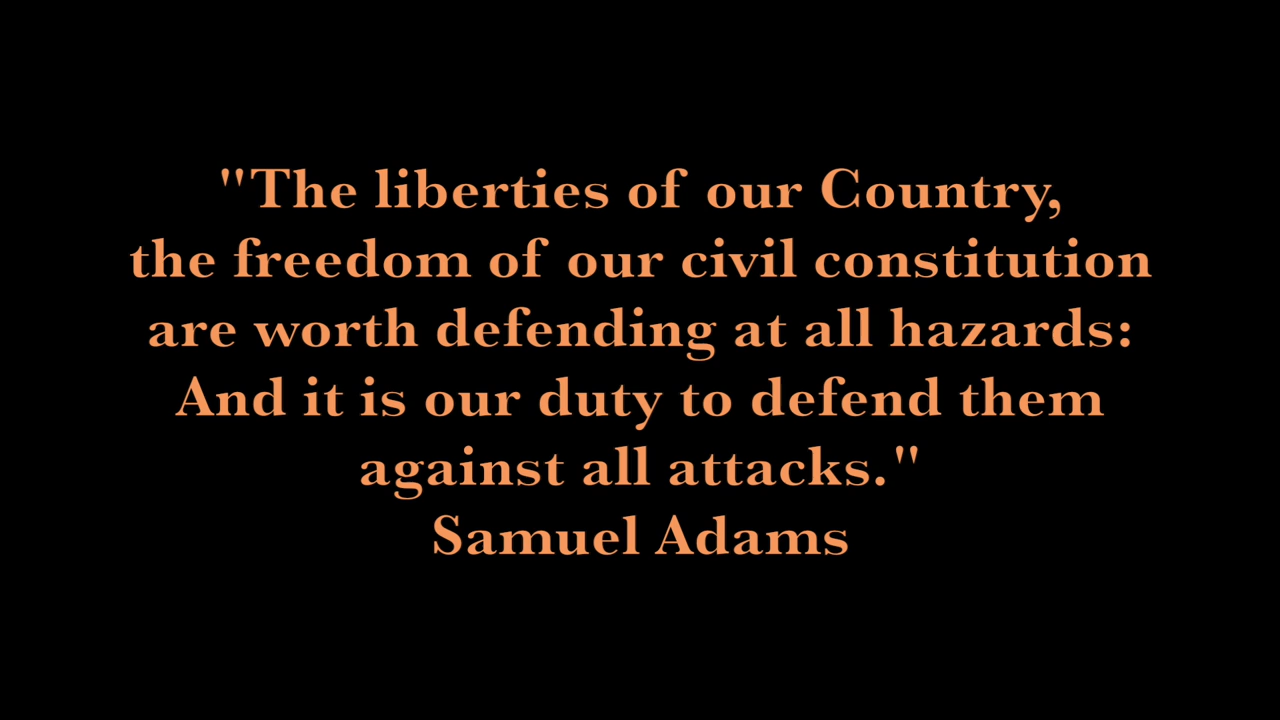 "The liberties of our Country,
the freedom of our civil constitution
are worth defending at all hazards:
And it is our duty to defend them
against all attacks."
Samuel Adams